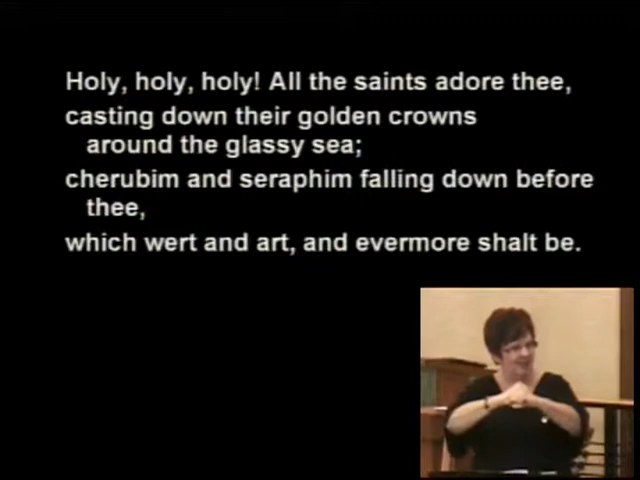 Holy, holy, holy! All the saints adore thee,
casting down their golden crowns
around the glassy sea;
cherubim and seraphim falling down before
thee,
which wert and art, and evermore shalt be.